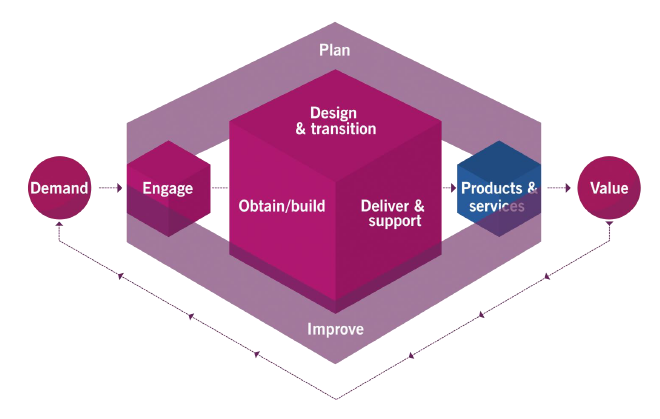 Plan
Design
& transition
Demand
Engage
Obtain/build
Deliver &
support
Products &
services
Value
Improve